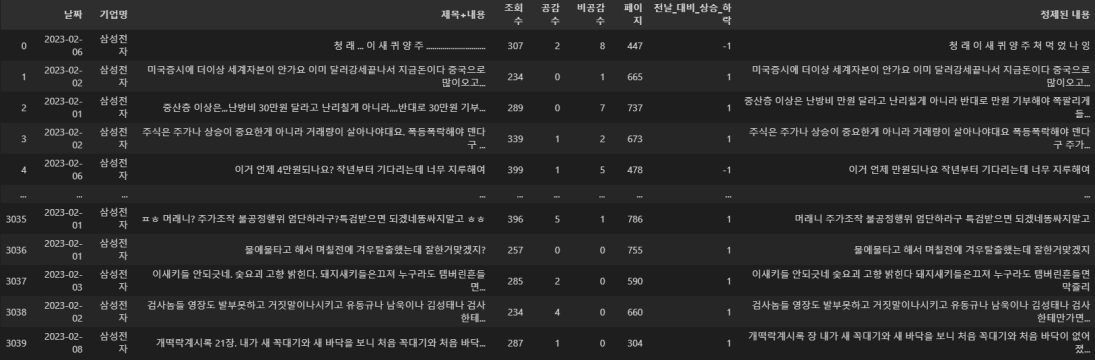 날짜 기업명 제목+내용 조회수 공감수 비공감수 페이지 전날_대비_상승_하락 정제된 내용
0 2023-02-06 삼성전자 청 래 ... 이 새 퀴 양 주 .............................. 307 2 8 447 -1 청 래 이 새 퀴 양 주 쳐 먹 었 나 잉
1 2023-02-02 삼성전자 미국증시에 더이상 세계자본이 안가요 이미 달러강세끝나서 지금돈이다 중국으로 많이오고... 234 0 1 665 1 미국증시에 더이상 세계자본이 안가요 이미 달러강세끝나서 지금돈이다 중국으로 많이오고...
2 2023-02-01 삼성전자 중산층 이상은...난방비 30만원 달라고 난리칠게 아니라....반대로 30만원 기부... 289 0 7 737 1 중산층 이상은 난방비 만원 달라고 난리칠게 아니라 반대로 만원 기부해야 쪽팔리게 들...
3 2023-02-02 삼성전자 주식은 주가나 상승이 중요한게 아니라 거래량이 살아나야대요. 폭등폭락해야 댄다구 ... 339 1 2 673 1 주식은 주가나 상승이 중요한게 아니라 거래량이 살아나야대요 폭등폭락해야 댄다구 주가...
4 2023-02-06 삼성전자 이거 언제 4만원되나요? 작년부터 기다리는데 너무 지루해여 399 1 5 478 -1 이거 언제 만원되나요 작년부터 기다리는데 너무 지루해여
... ... ... ... ... ... ... ... ... ...
3035 2023-02-01 삼성전자 ㅍㅎ 머래니? 주가조작 불공정행위 엄단하라구?특검받으면 되겠네똥싸지말고 ㅎㅎ 396 5 1 786 1 머래니 주가조작 불공정행위 엄단하라구 특검받으면 되겠네똥싸지말고
3036 2023-02-01 삼성전자 물에물타고 해서 며칠전에 겨우탈출했는데 잘한거맞겠지? 257 0 0 755 1 물에물타고 해서 며칠전에 겨우탈출했는데 잘한거맞겠지
3037 2023-02-03 삼성전자 이새키들 안되긋네. 숯요괴 고향 밝힌다. 돼지새키들은끄져 누구라도 템버린흔들면... 285 2 0 590 1 이새키들 안되긋네 숯요괴 고향 밝힌다 돼지새키들은끄져 누구라도 템버린흔들면 막즐리
3038 2023-02-02 삼성전자 검사놈들 영장도 발부못하고 거짓말이나시키고 유동규나 남욱이나 김성태나 검사한테... 234 4 0 660 1 검사놈들 영장도 발부못하고 거짓말이나시키고 유동규나 남욱이나 김성태나 검사한테만가면...
3039 2023-02-08 삼성전자 개떡락계시록 21장. 내가 새 꼭대기와 새 바닥을 보니 처음 꼭대기와 처음 바닥... 287 1 0 304 1 개떡락계시록 장 내가 새 꼭대기와 새 바닥을 보니 처음 꼭대기와 처음 바닥이 없어졌...